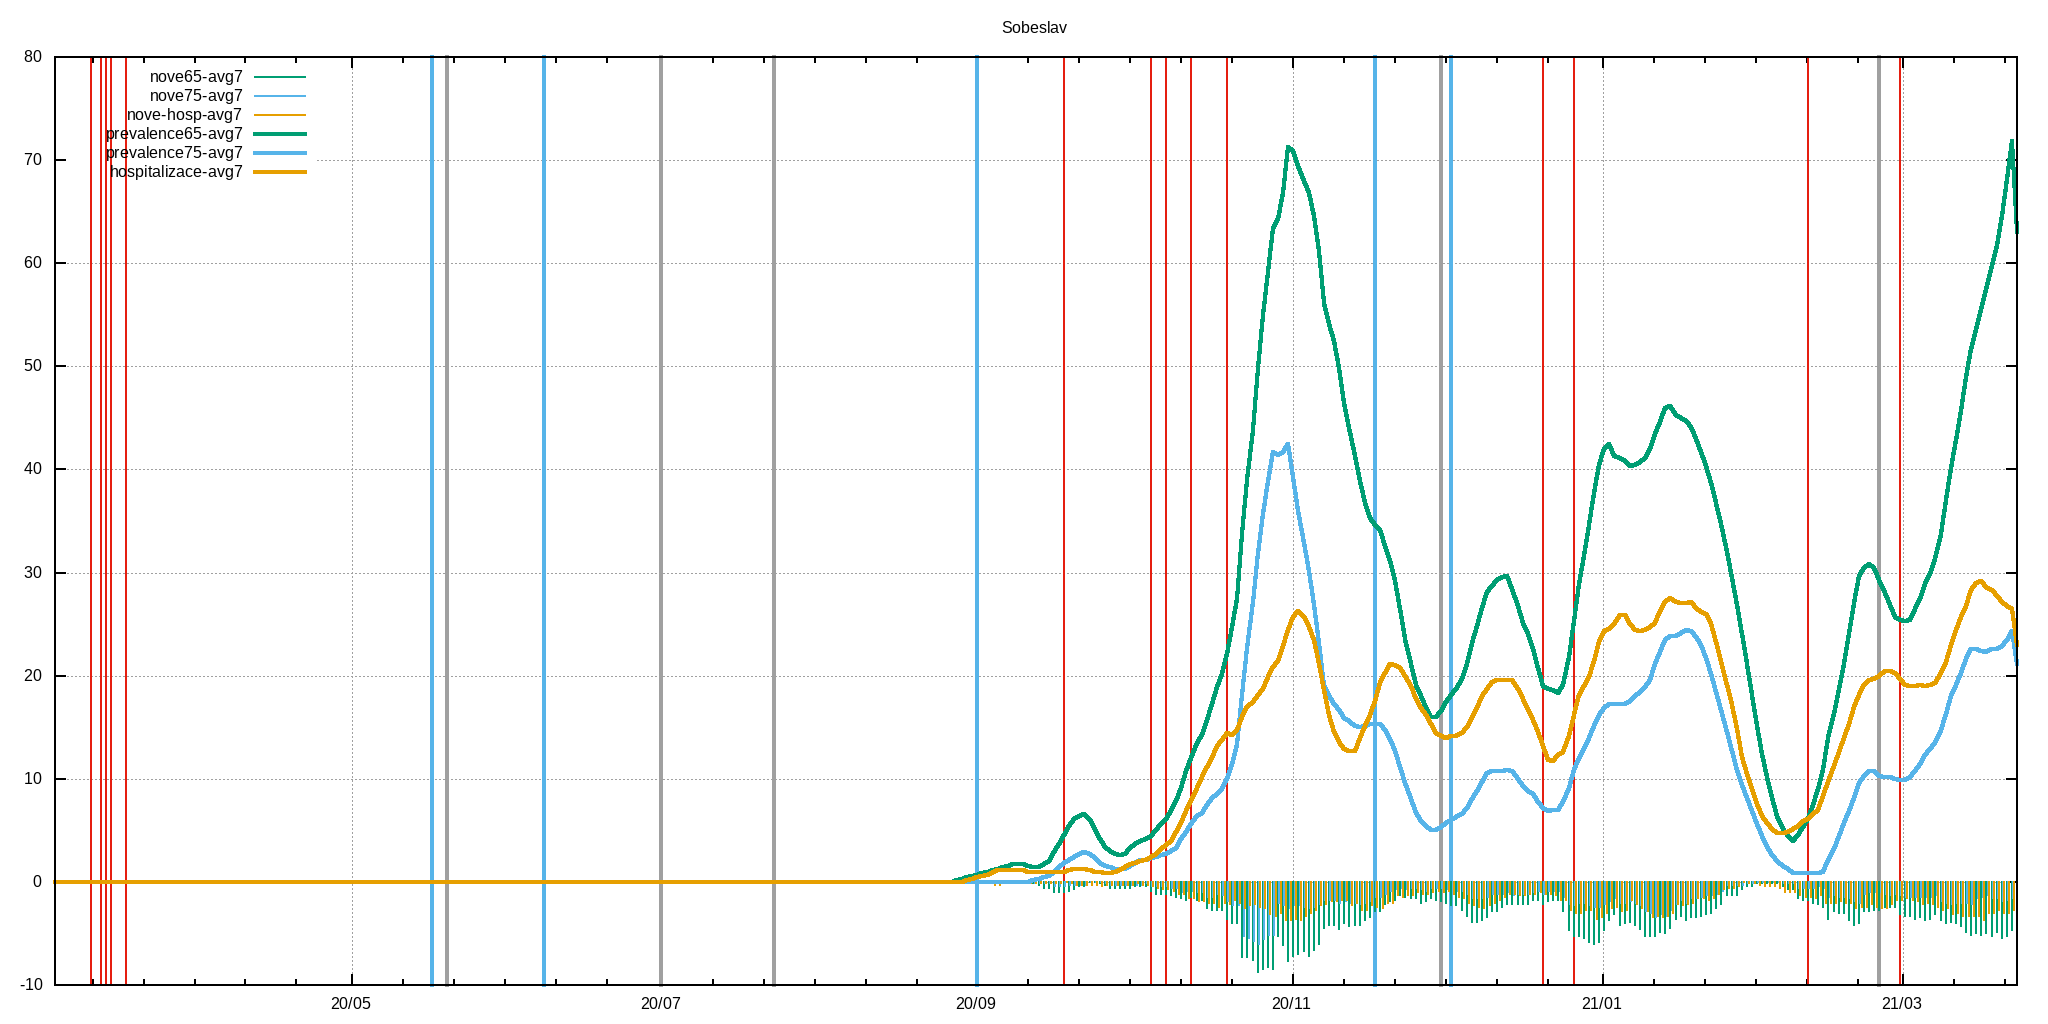 Sobeslav
80
70
60
50
40
30
20
10
0
-10
nove65-avg7
nove75-avg7
nove-hosp-avg7
prevalence65-avg7
prevalence75-avg7
hospitalizace-avg7
20/05
20/07
20/09
20/11
21/01
21/03